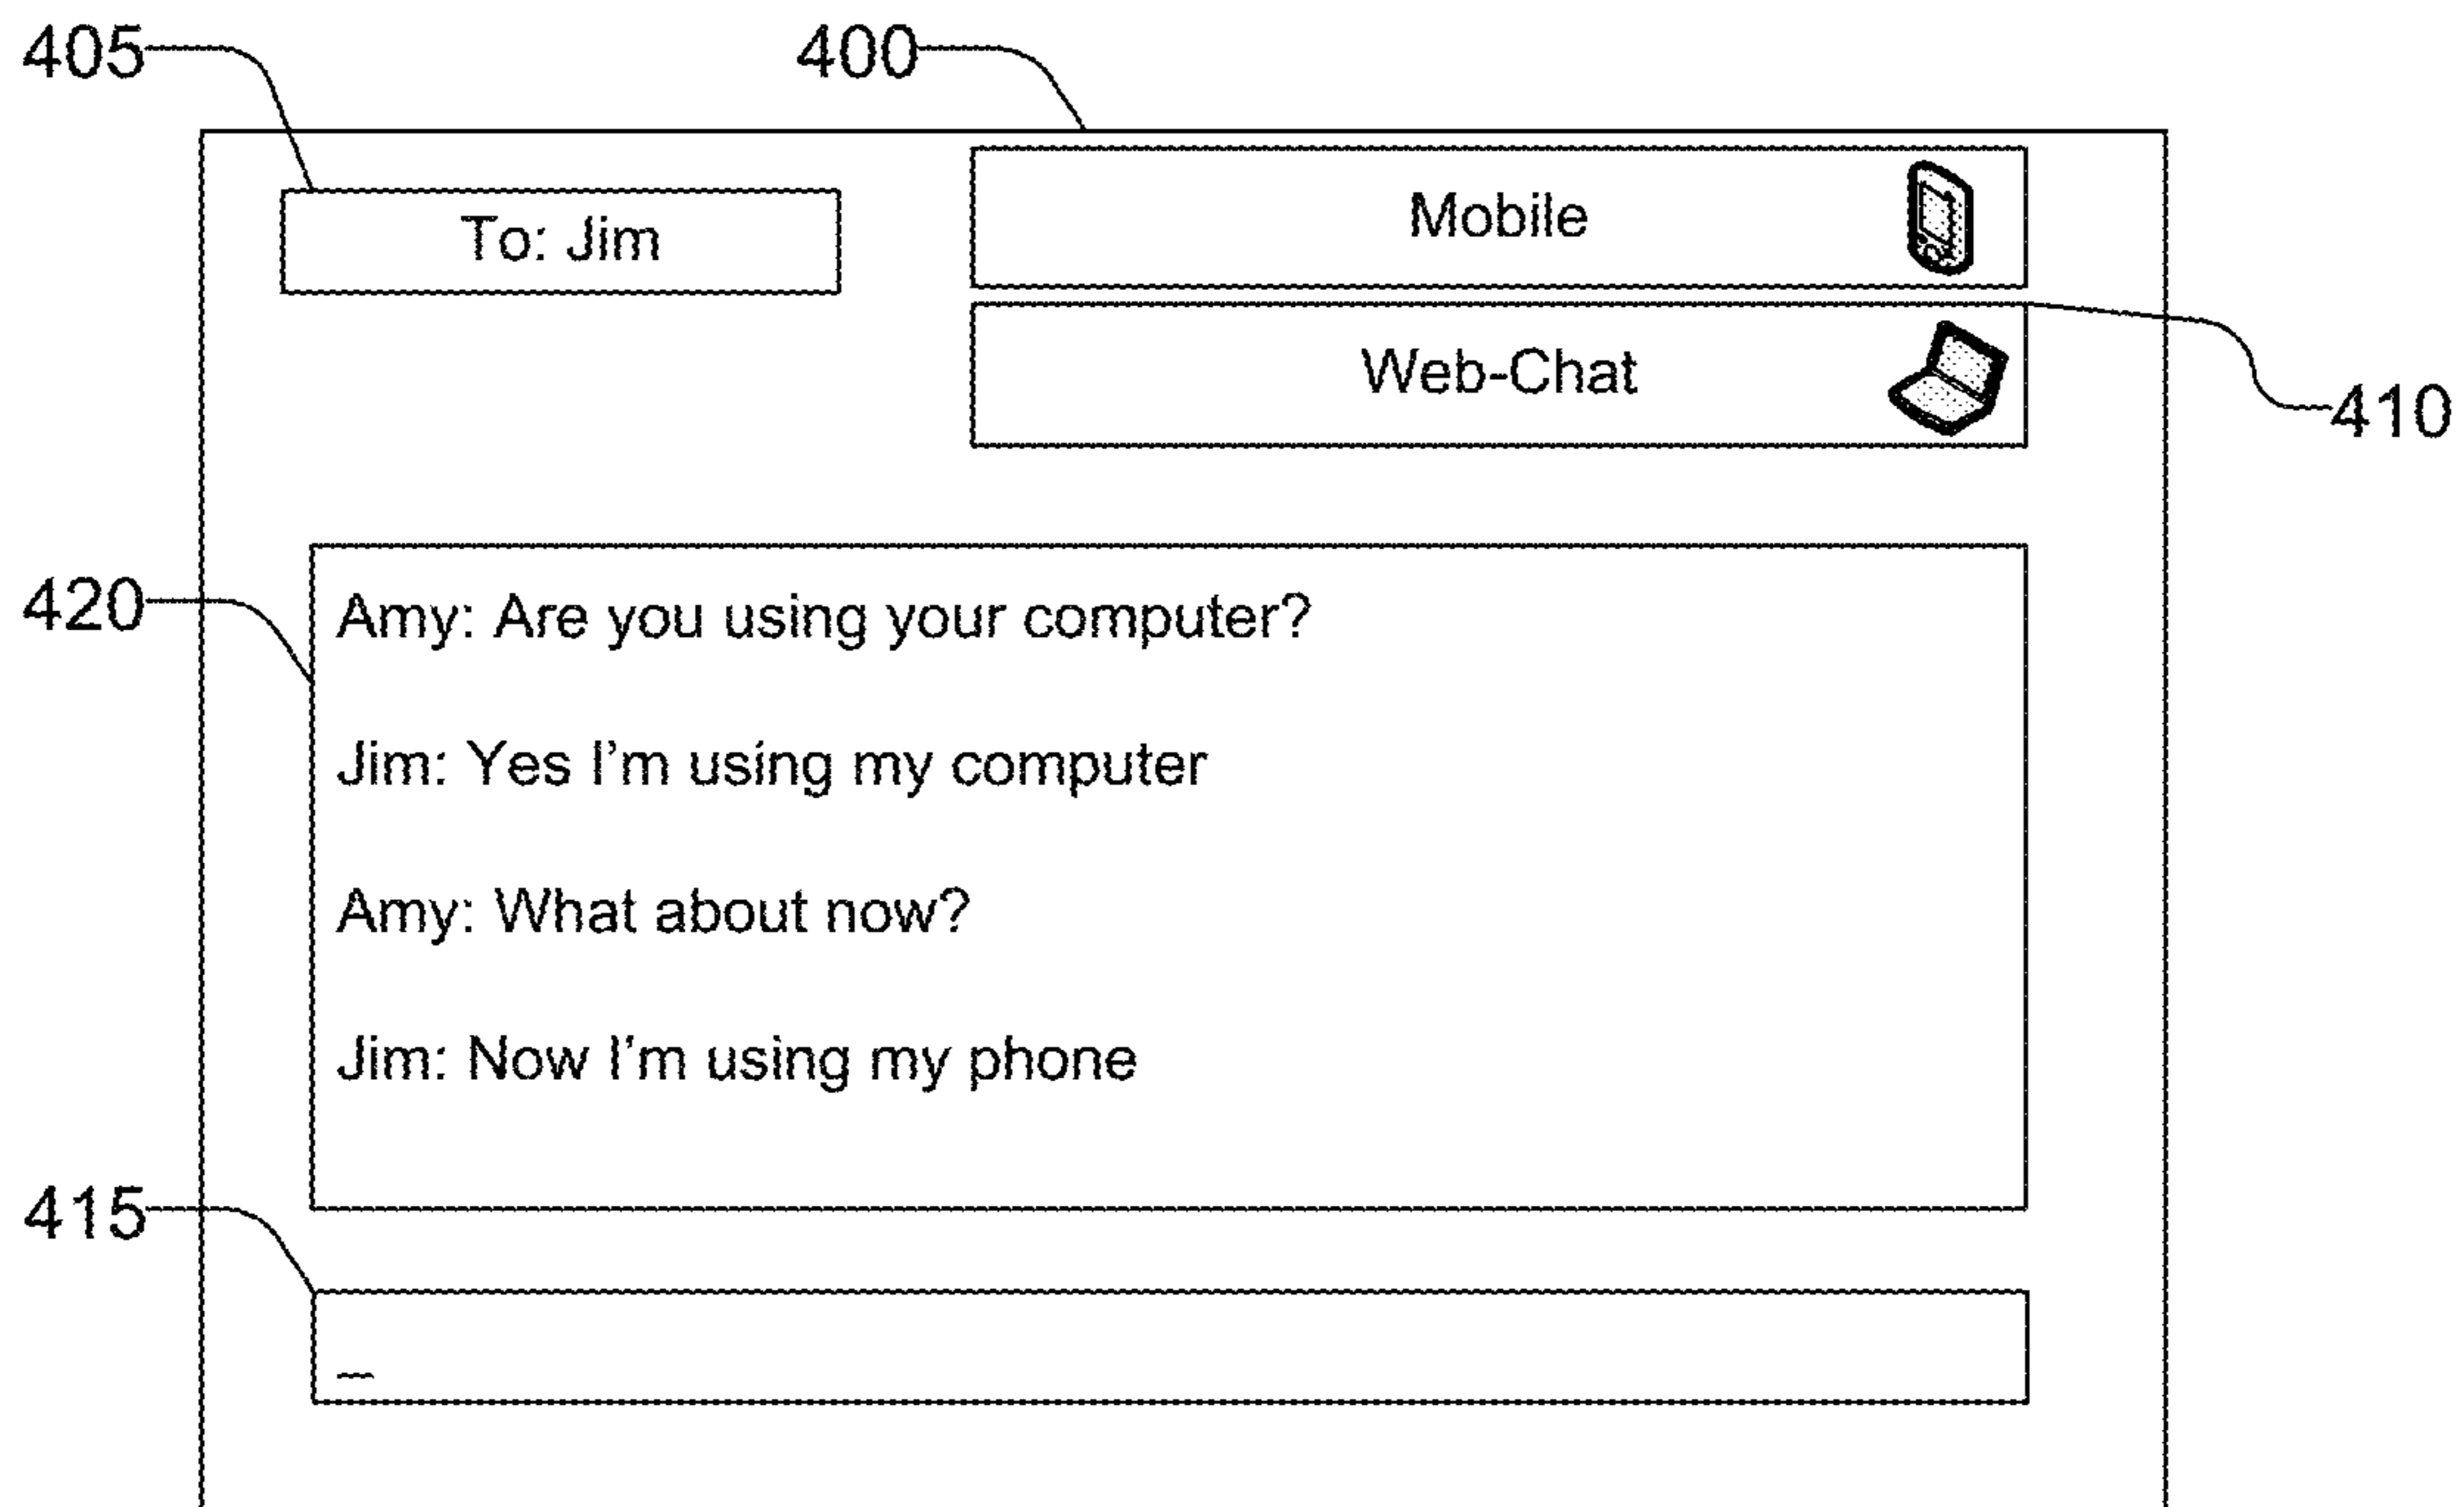 405
400
To: Jim
Mobile
Web-Chat
410
420
Amy: Are you using your computer?
Jim: Yes I'm using my computer
Amy: What about now?
Jim: Now I'm using my phone
415
_